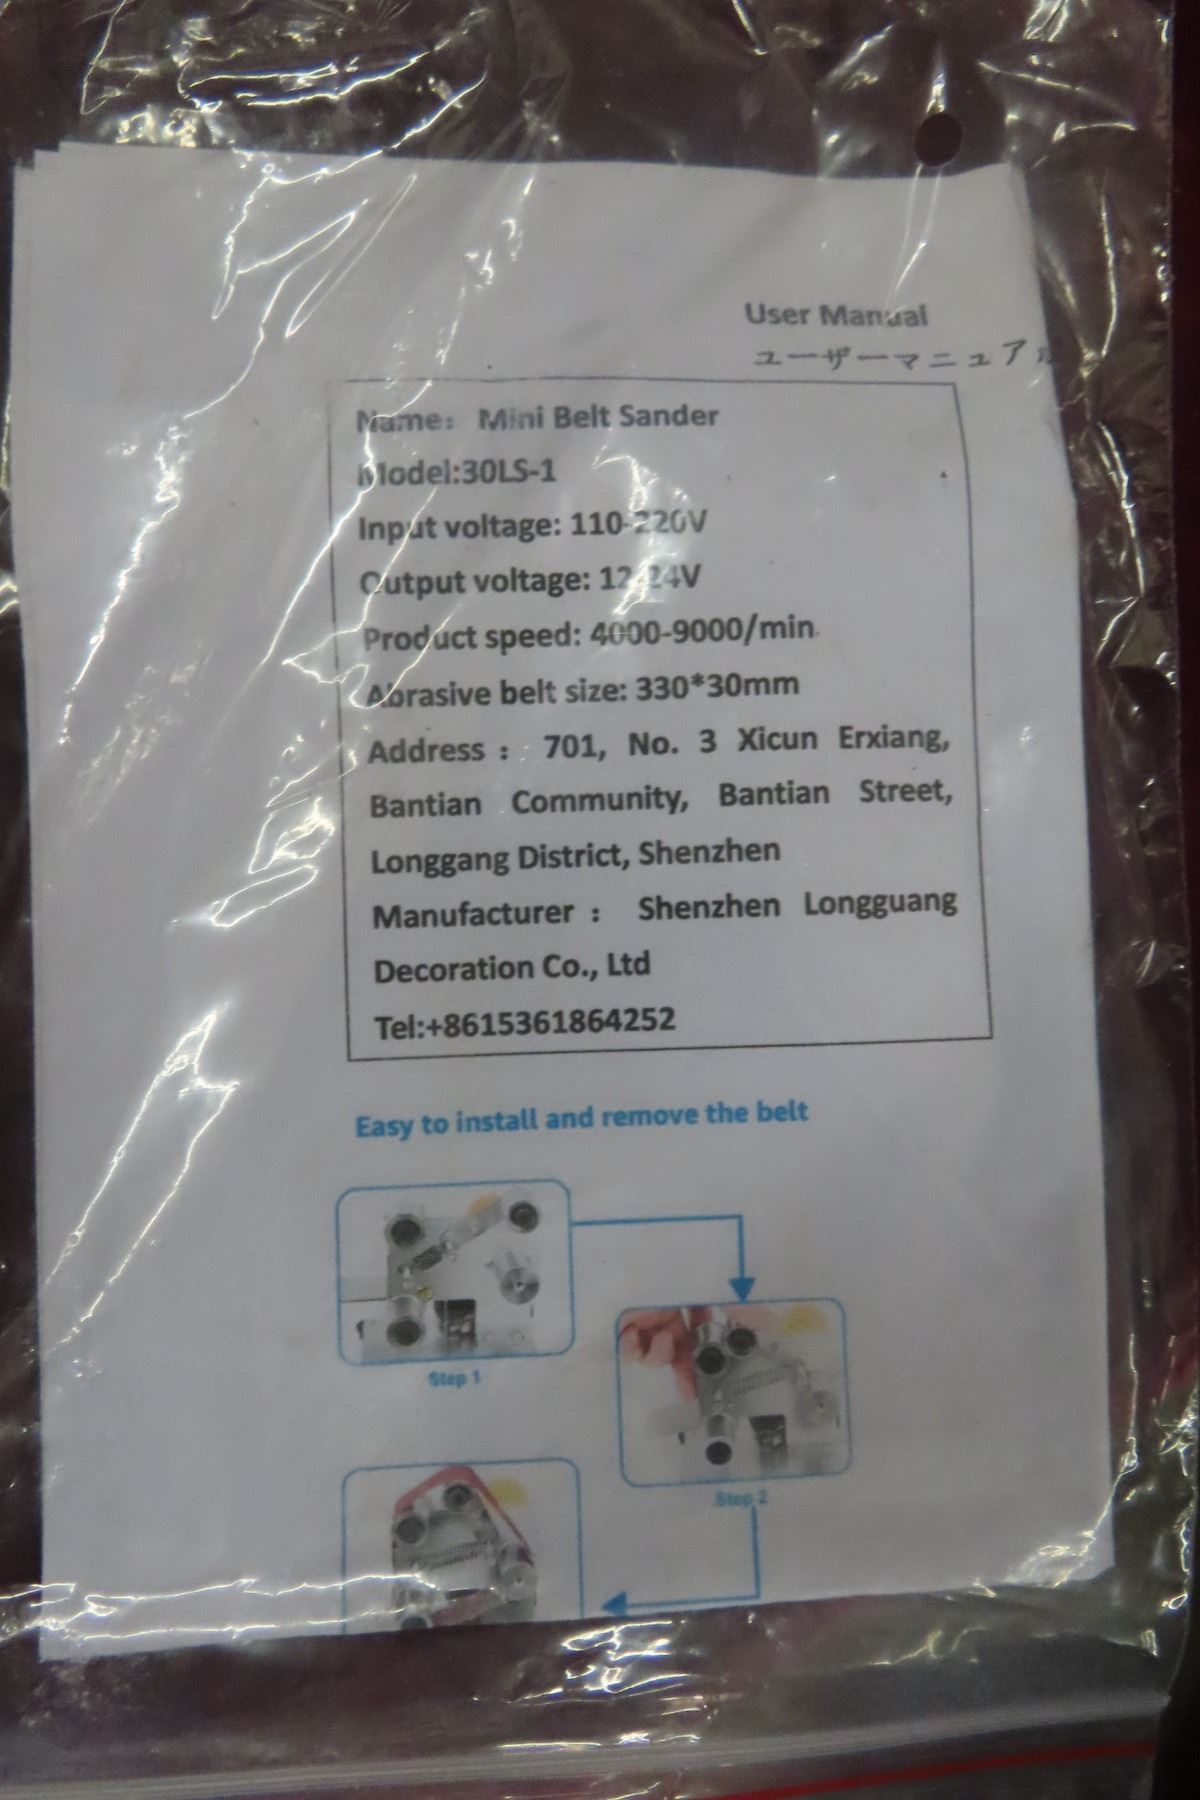 User Manual
ユーザーマニュアル
Name： Mini Belt Sander
Model:30LS-1
Input voltage: 110-220V
Output voltage: 12-24V
Product speed: 4000-9000/min
Abrasive belt size: 330*30mm
Address： 701, No. 3 Xicun Erxiang,
Bantian Community, Bantian Street,
Longgang District, Shenzhen
Manufacturer： Shenzhen Longguang
Decoration Co., Ltd
Tel:+8615361864252
Easy to install and remove the belt
Step 1
Step 2